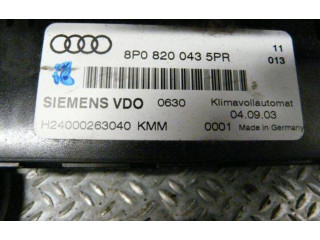 8P0 820 043 5PR
11
013
SIEMENS VDO 0630 Klimavollautomat
04.09.03
H24000263040 KMM 0001 Made in Germany